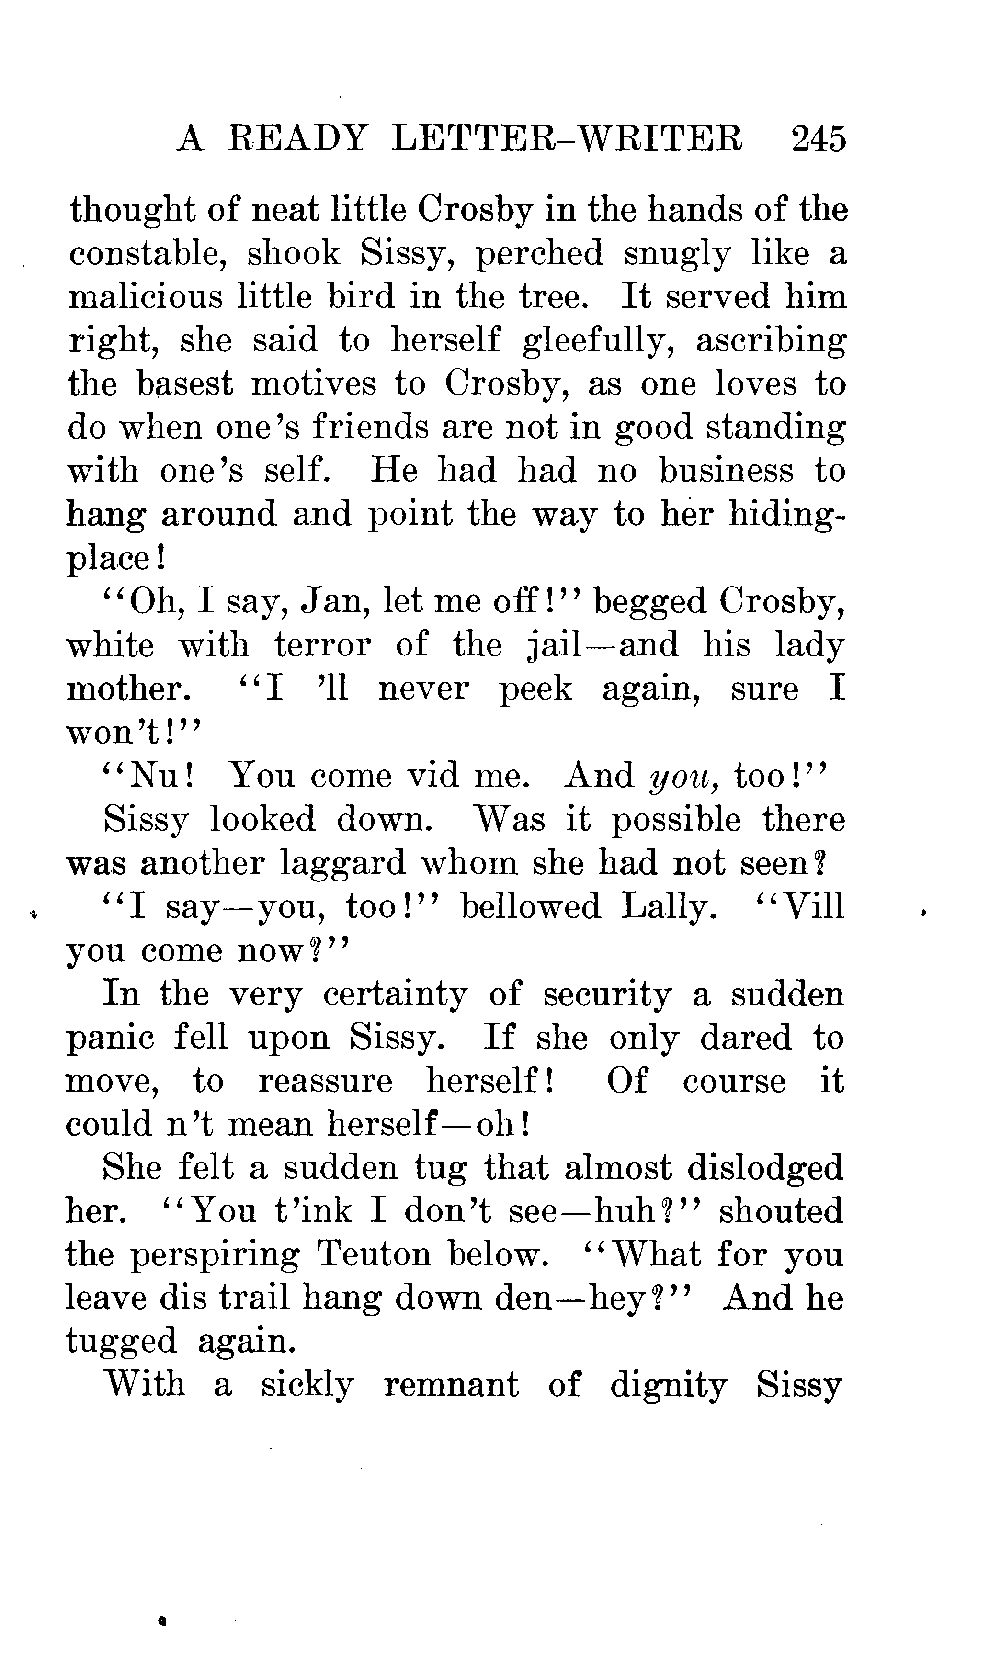 A READY LETTER–WRITER 245
thought of neat little Crosby in the hands of the
constable, shook Sissy, perched snugly like a
malicious little bird in the tree. It served him
right, she said to herself gleefully, ascribing
the basest motives to Crosby, as one loves to
do when one's friends are not in good standing
with one's self. He had had no business to
hang around and point the way to her hiding-
place!
"Oh, I say, Jan, let me off!" begged Crosby,
white with terror of the jail—and his lady
mother. "I 'll never peek again, sure I
won't!"
"Nu! You come vid me. And you, too!"
Sissy looked down. Was it possible there
was another laggard whom she had not seen?
"I say—you, too!" bellowed Lally. "Vill
you come now?"
In the very certainty of security a sudden
panic fell upon Sissy. If she only dared to
move, to reassure herself! Of course it
could n't mean herself—oh!
She felt a sudden tug that almost dislodged
her. "You t'ink I don't see—huh?" shouted
the perspiring Teuton below. "What for you
leave dis trail hang down den—hey?" And he
tugged again.
With a sickly remnant of dignity Sissy